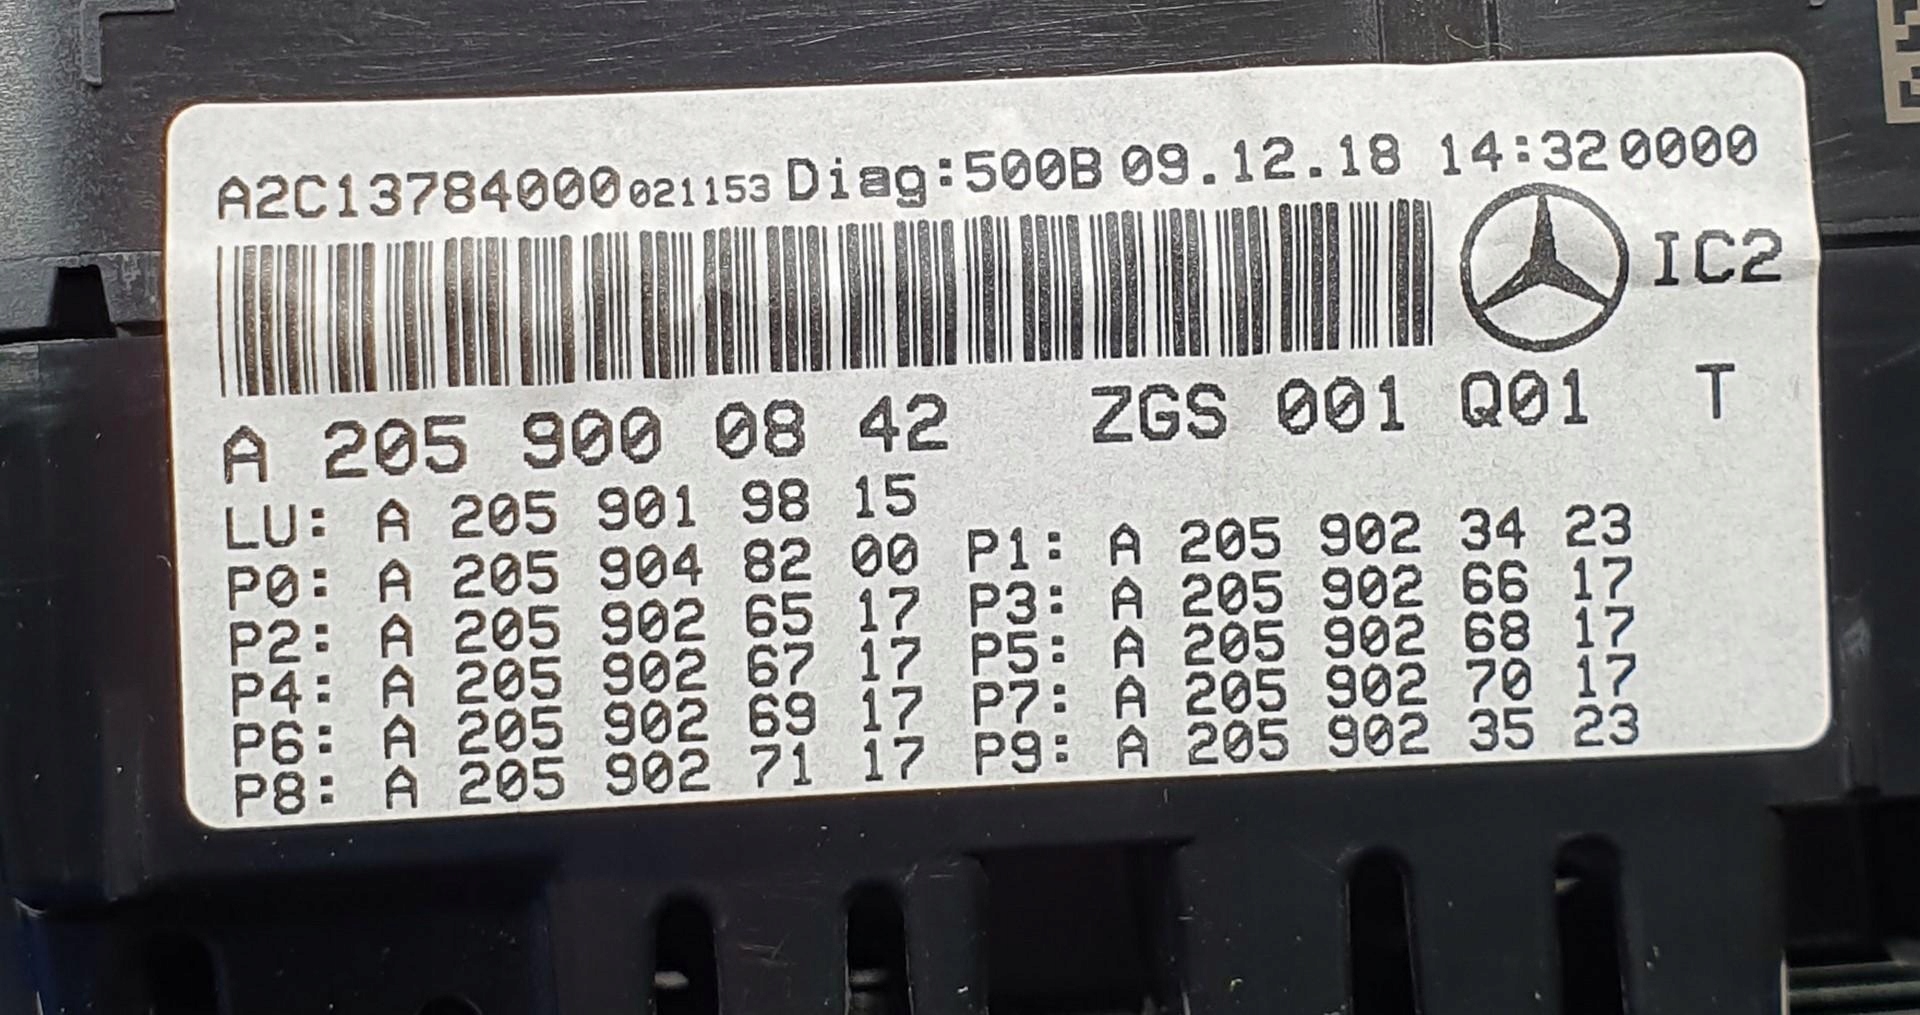 A2C13784000021153 Diag:500B 09.12.18 14:32 0000
IC2
A 205 900 08 42 ZGS 001 Q01 T
LU: A 205 901 98 15
P0: A 205 904 82 00 P1: A 205 902 34 23
P2: A 205 902 65 17 P3: A 205 902 66 17
P4: A 205 902 67 17 P5: A 205 902 68 17
P6: A 205 902 69 17 P7: A 205 902 70 17
P8: A 205 902 71 17 P9: A 205 902 35 23